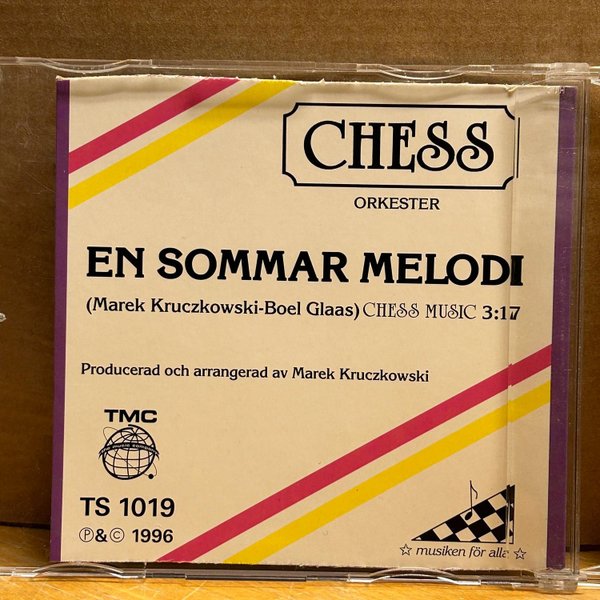 CHESS
ORKESTER
EN SOMMAR MELODI
(Marek Kruczkowski-Boel Glaas) CHESS MUSIC 3:17
Producerad och arrangerad av Marek Kruczkowski
TMC
TS 1019
Ⓟ&© 1996
☆ musiken för alla ☆